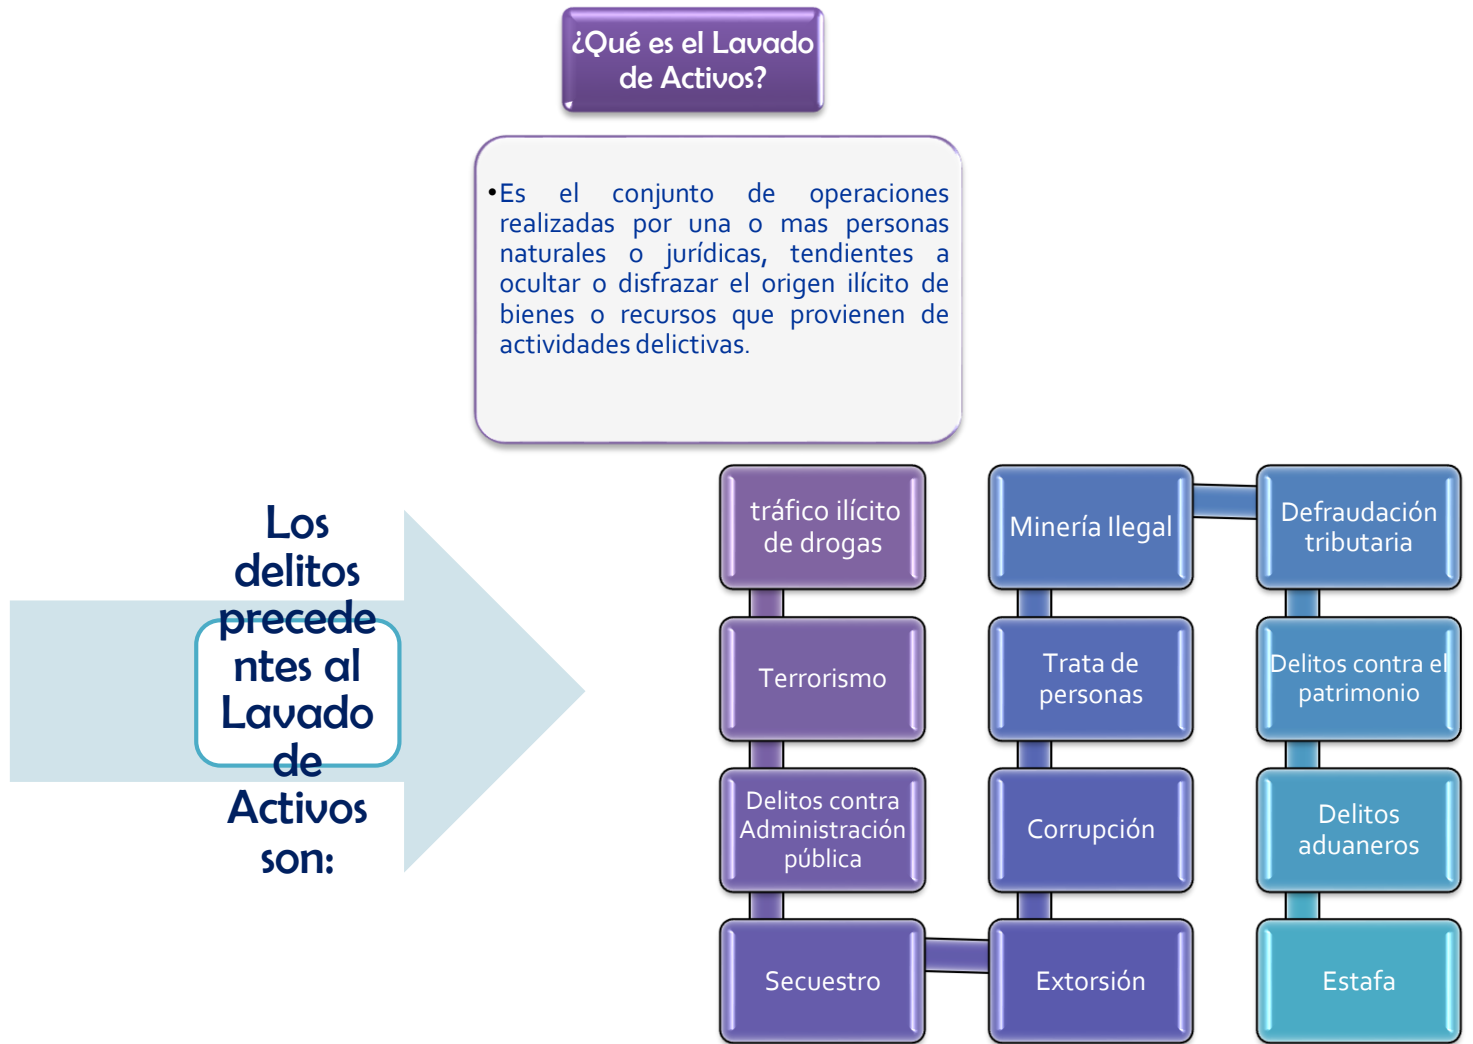 ¿Qué es el Lavado
de Activos?
•Es el conjunto de operaciones
realizadas por una o mas personas
naturales o jurídicas, tendientes a
ocultar o disfrazar el origen ilícito de
bienes o recursos que provienen de
actividades delictivas.
Los
delitos
precede
ntes al
Lavado
de
Activos
son:
tráfico ilícito
de drogas
Terrorismo
Delitos contra
Administración
pública
Secuestro
Extorsión
Corrupción
Trata de
personas
Minería Ilegal
Defraudación
tributaria
Delitos contra el
patrimonio
Delitos
aduaneros
Estafa